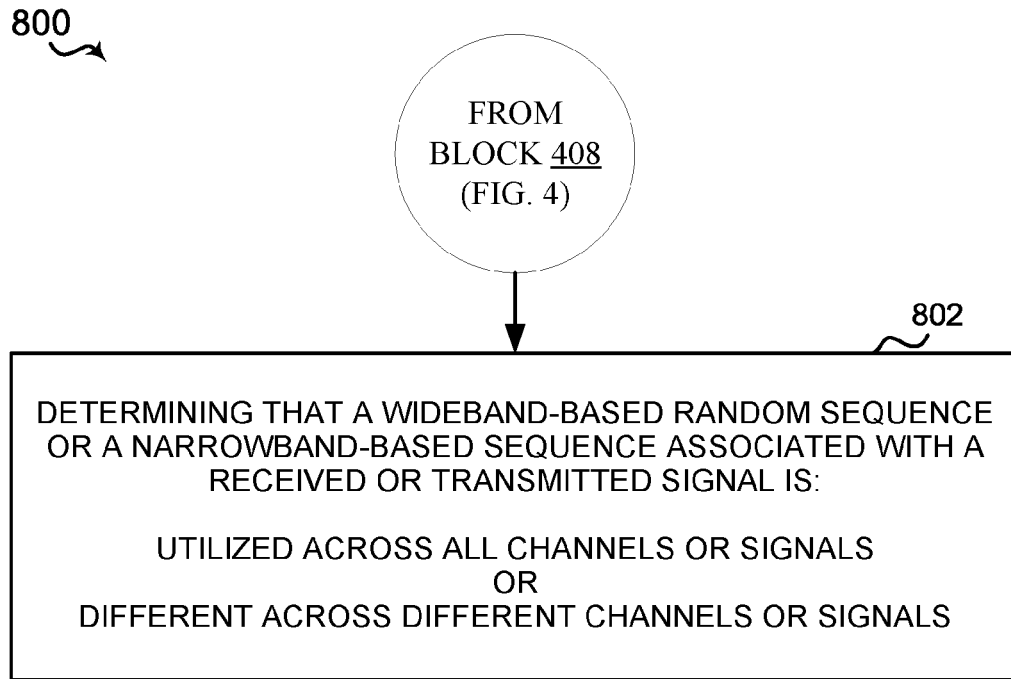 800
FROM
BLOCK 408
(FIG. 4)
802
DETERMINING THAT A WIDEBAND-BASED RANDOM SEQUENCE
OR A NARROWBAND-BASED SEQUENCE ASSOCIATED WITH A
RECEIVED OR TRANSMITTED SIGNAL IS:
UTILIZED ACROSS ALL CHANNELS OR SIGNALS
OR
DIFFERENT ACROSS DIFFERENT CHANNELS OR SIGNALS